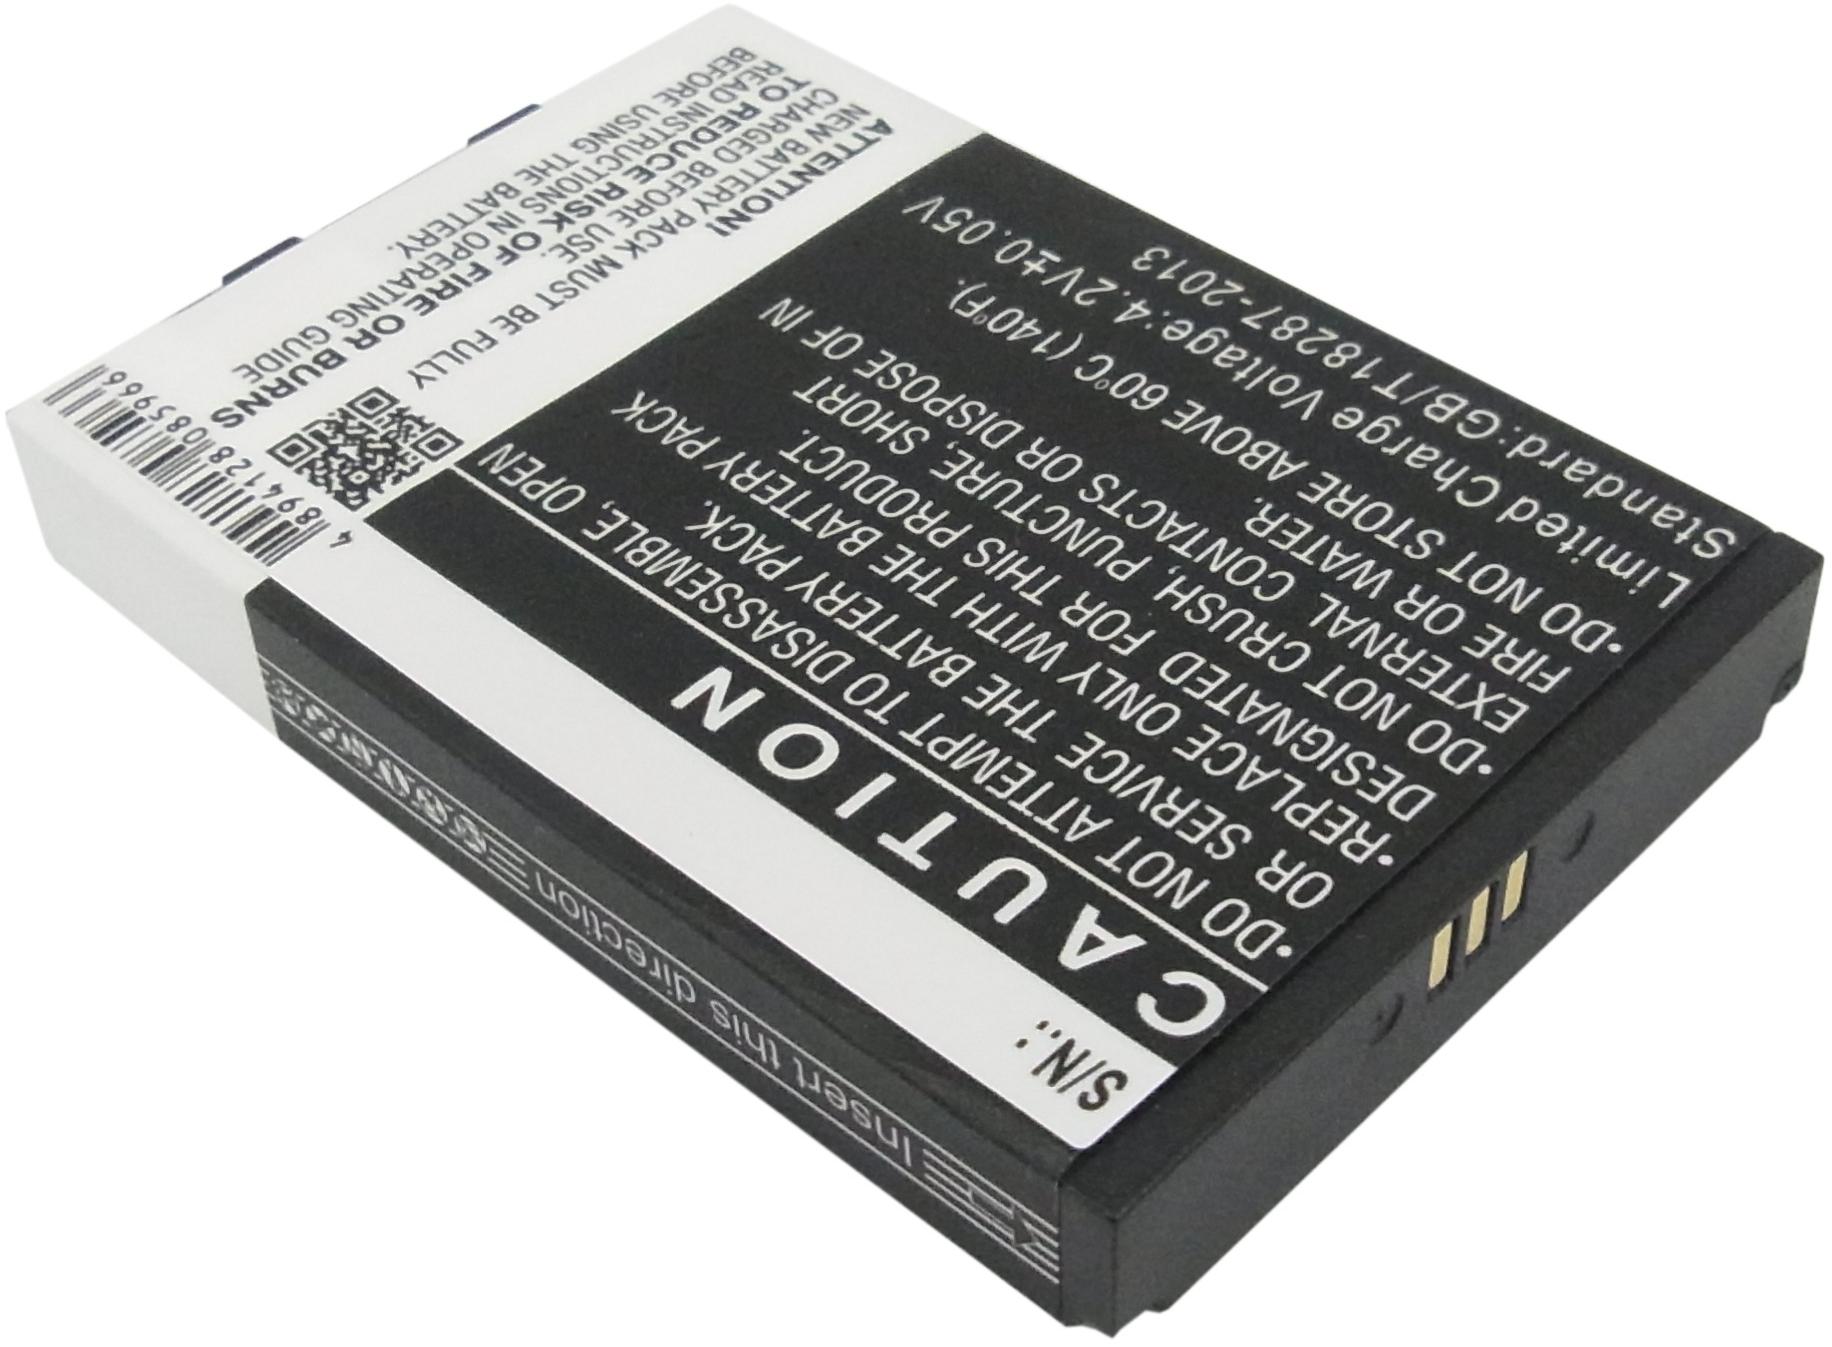 S/N.:
CAUTION
•DO NOT ATTEMPT TO DISASSEMBLE, OPEN
OR SERVICE THE BATTERY PACK.
•REPLACE ONLY WITH THE BATTERY PACK
DESIGNATED FOR THIS PRODUCT.
•DO NOT CRUSH, PUNCTURE, SHORT
EXTERNAL CONTACTS OR DISPOSE OF IN
FIRE OR WATER.
•DO NOT STORE ABOVE 60°C (140°F).
Limited Charge Voltage:4.2V±0.05V
Standard:GB/T18287-2013
ATTENTION!
NEW BATTERY PACK MUST BE FULLY
CHARGED BEFORE USE.
TO REDUCE RISK OF FIRE OR BURNS
READ INSTRUCTIONS IN OPERATING GUIDE
BEFORE USING THE BATTERY.
4 894128 085966
Insert this direction